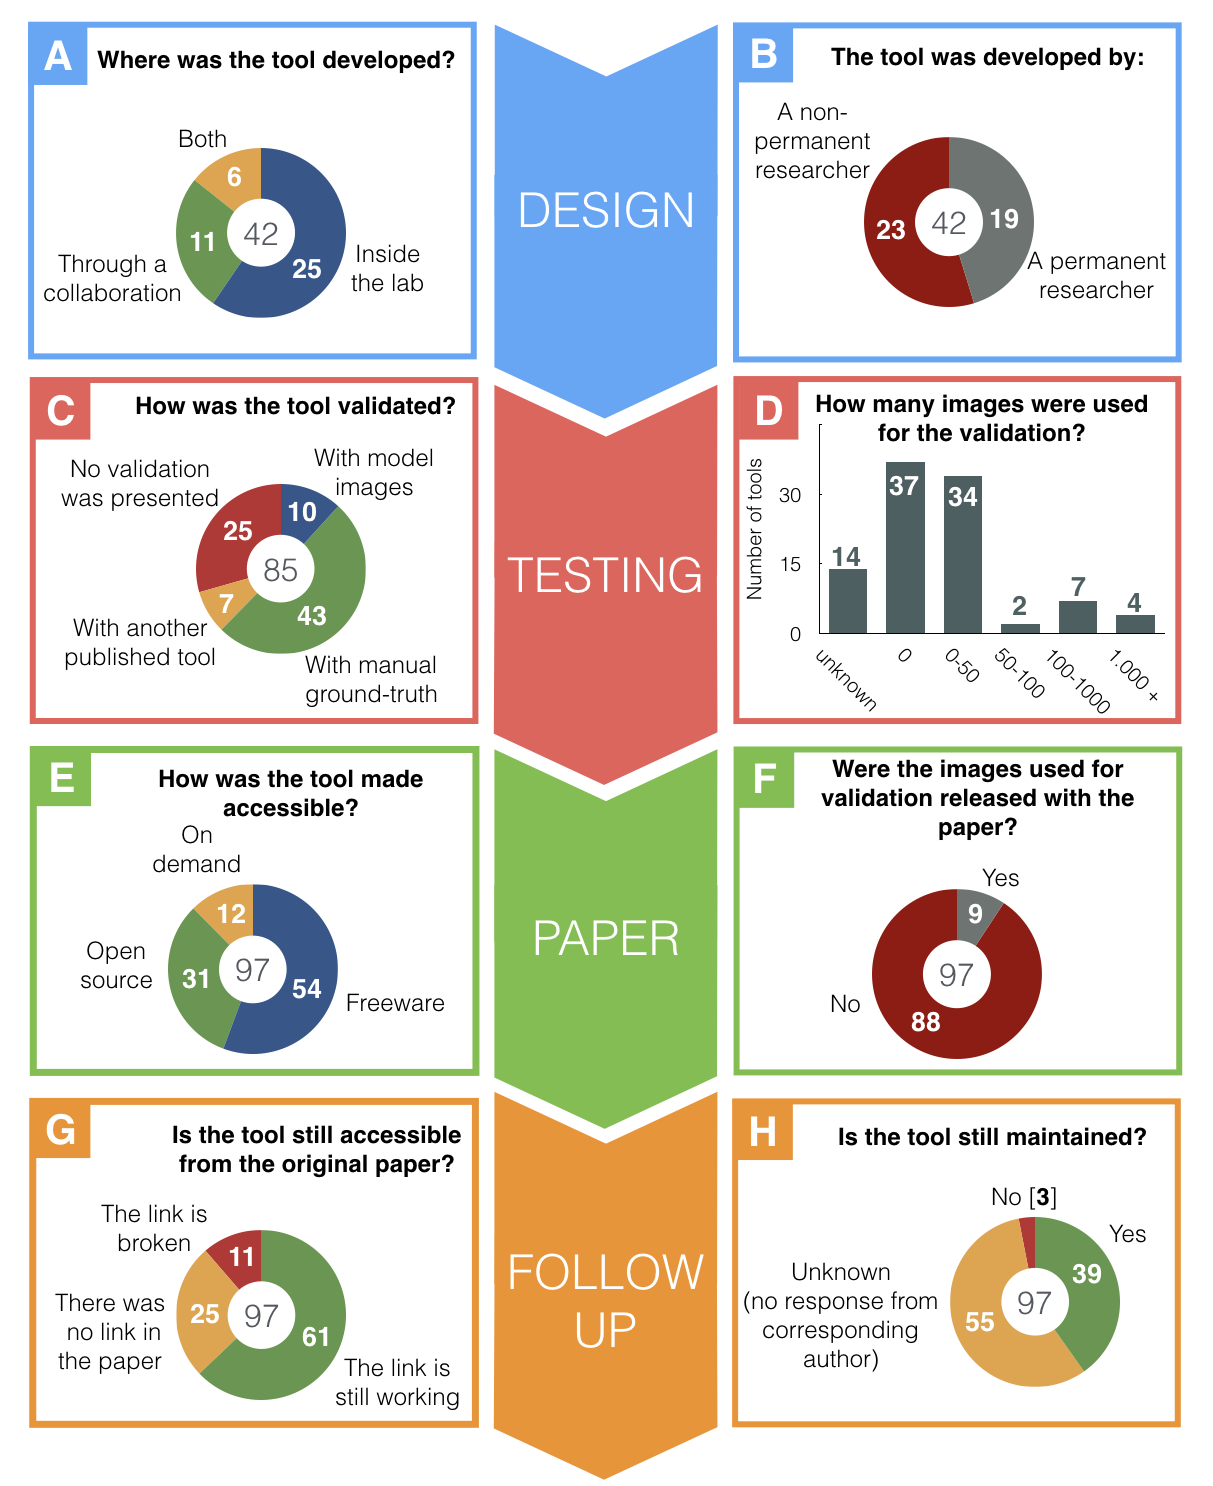 A
Where was the tool developed?
Both
6
11
42
25
Through a
collaboration
Inside
the lab
DESIGN
B
The tool was developed by:
A non-
permanent
researcher
23
42
19
A permanent
researcher
C
How was the tool validated?
No validation
was presented
With model
images
10
25
85
7
43
With another
published tool
With manual
ground-truth
TESTING
D
How many images were used
for the validation?
Number of tools
30
15
0
14
37
34
2
7
4
unknown
0
0-50
50-100
100-1000
1.000 +
E
How was the tool made
accessible?
On
demand
12
Open
source
31
97
54
Freeware
PAPER
F
Were the images used for
validation released with the
paper?
Yes
9
97
No
88
G
Is the tool still accessible
from the original paper?
The link is
broken
11
There was
no link in
the paper
25
97
61
The link is
still working
FOLLOW
UP
H
Is the tool still maintained?
No [3]
Yes
39
Unknown
(no response from
corresponding
author)
55
97